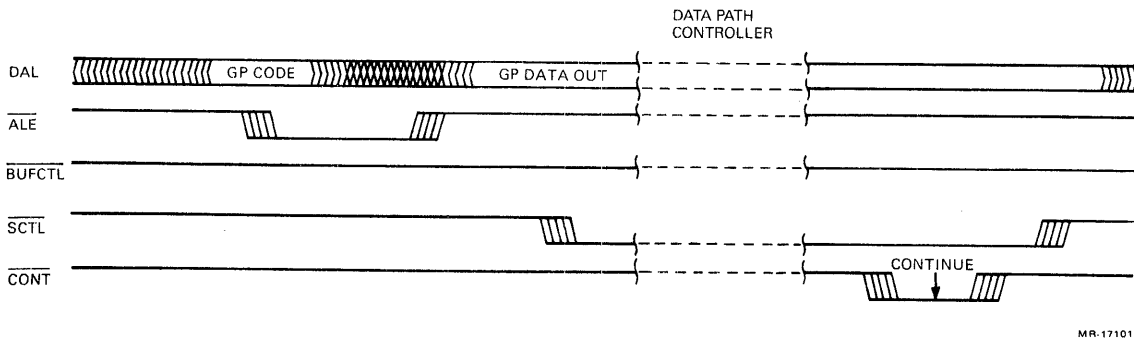 DATA PATH
CONTROLLER
DAL
GP CODE
GP DATA OUT
ALE
BUFCTL
SCTL
CONT
CONTINUE
MR-17101